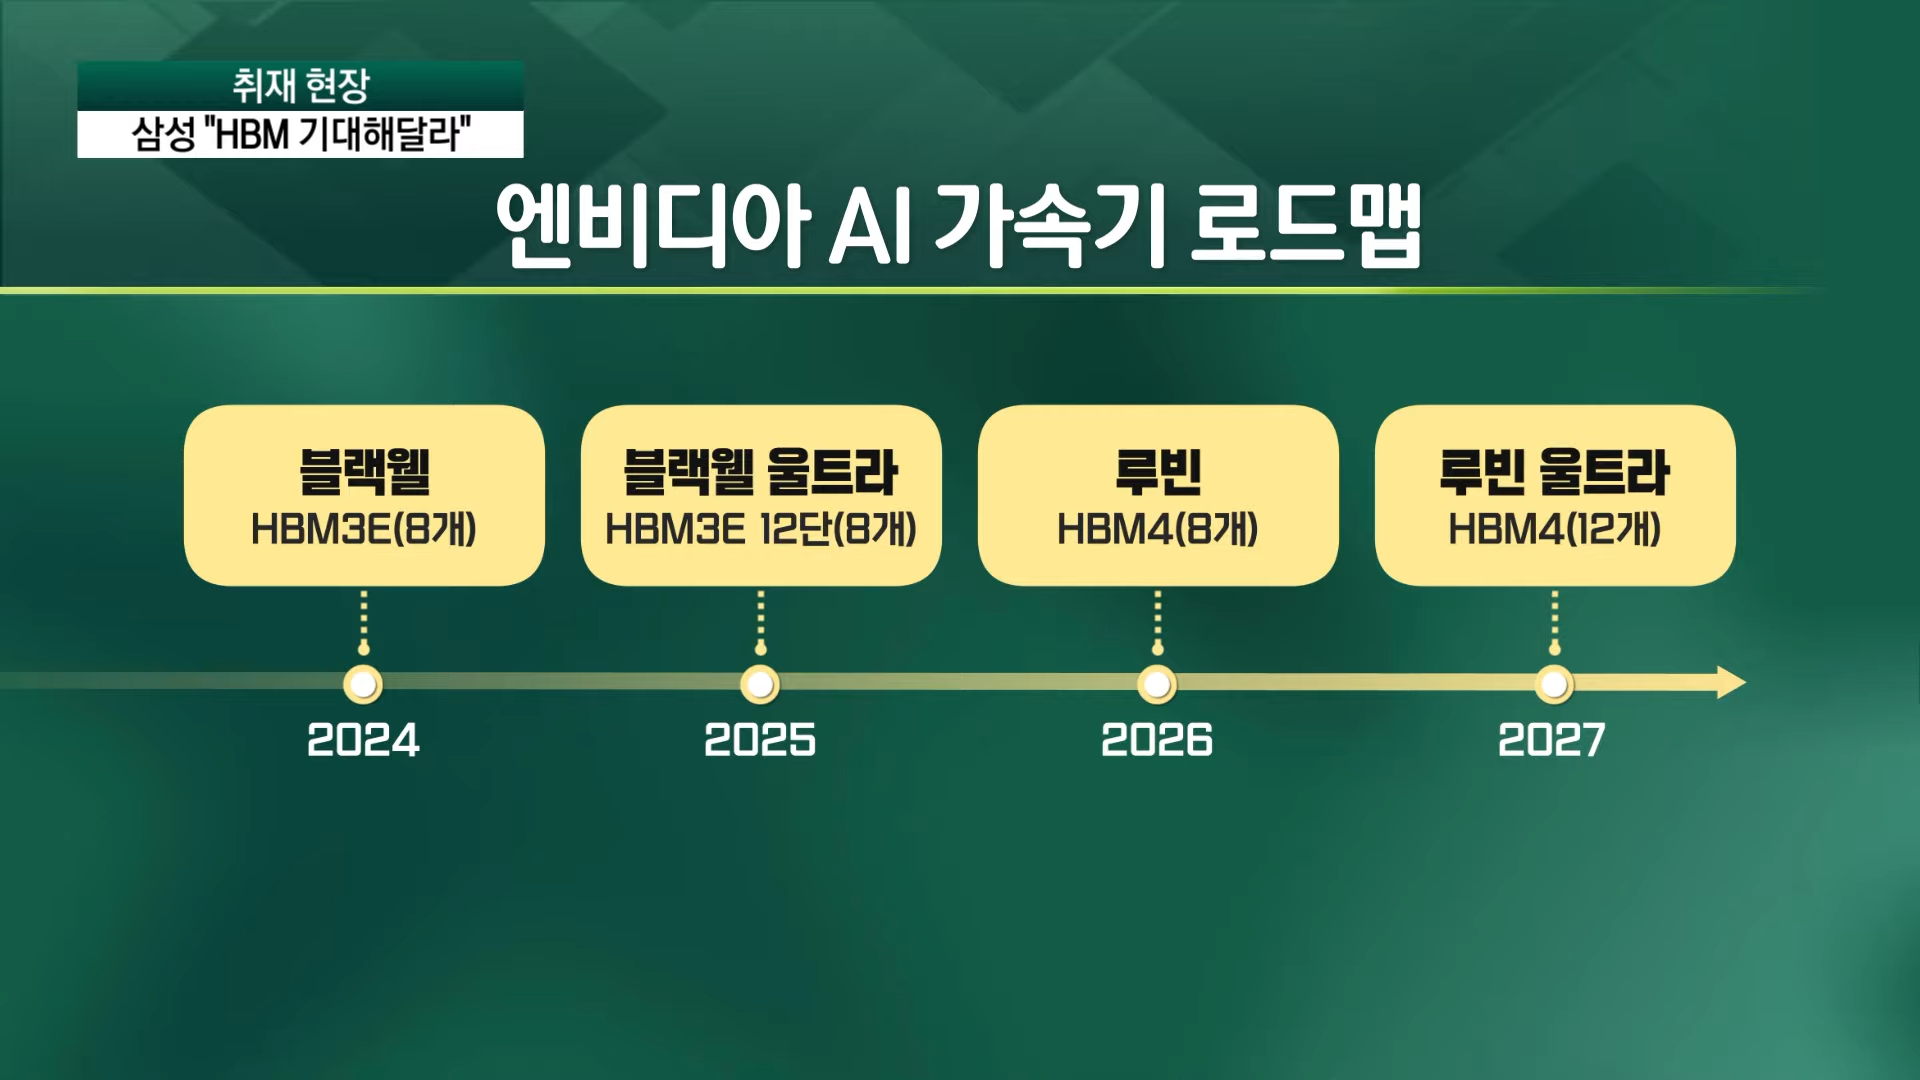 취재 현장
삼성 "HBM 기대해달라"
엔비디아 AI 가속기 로드맵
블랙웰
HBM3E(8개)
블랙웰 울트라
HBM3E 12단(8개)
루빈
HBM4(8개)
루빈 울트라
HBM4(12개)
2024
2025
2026
2027